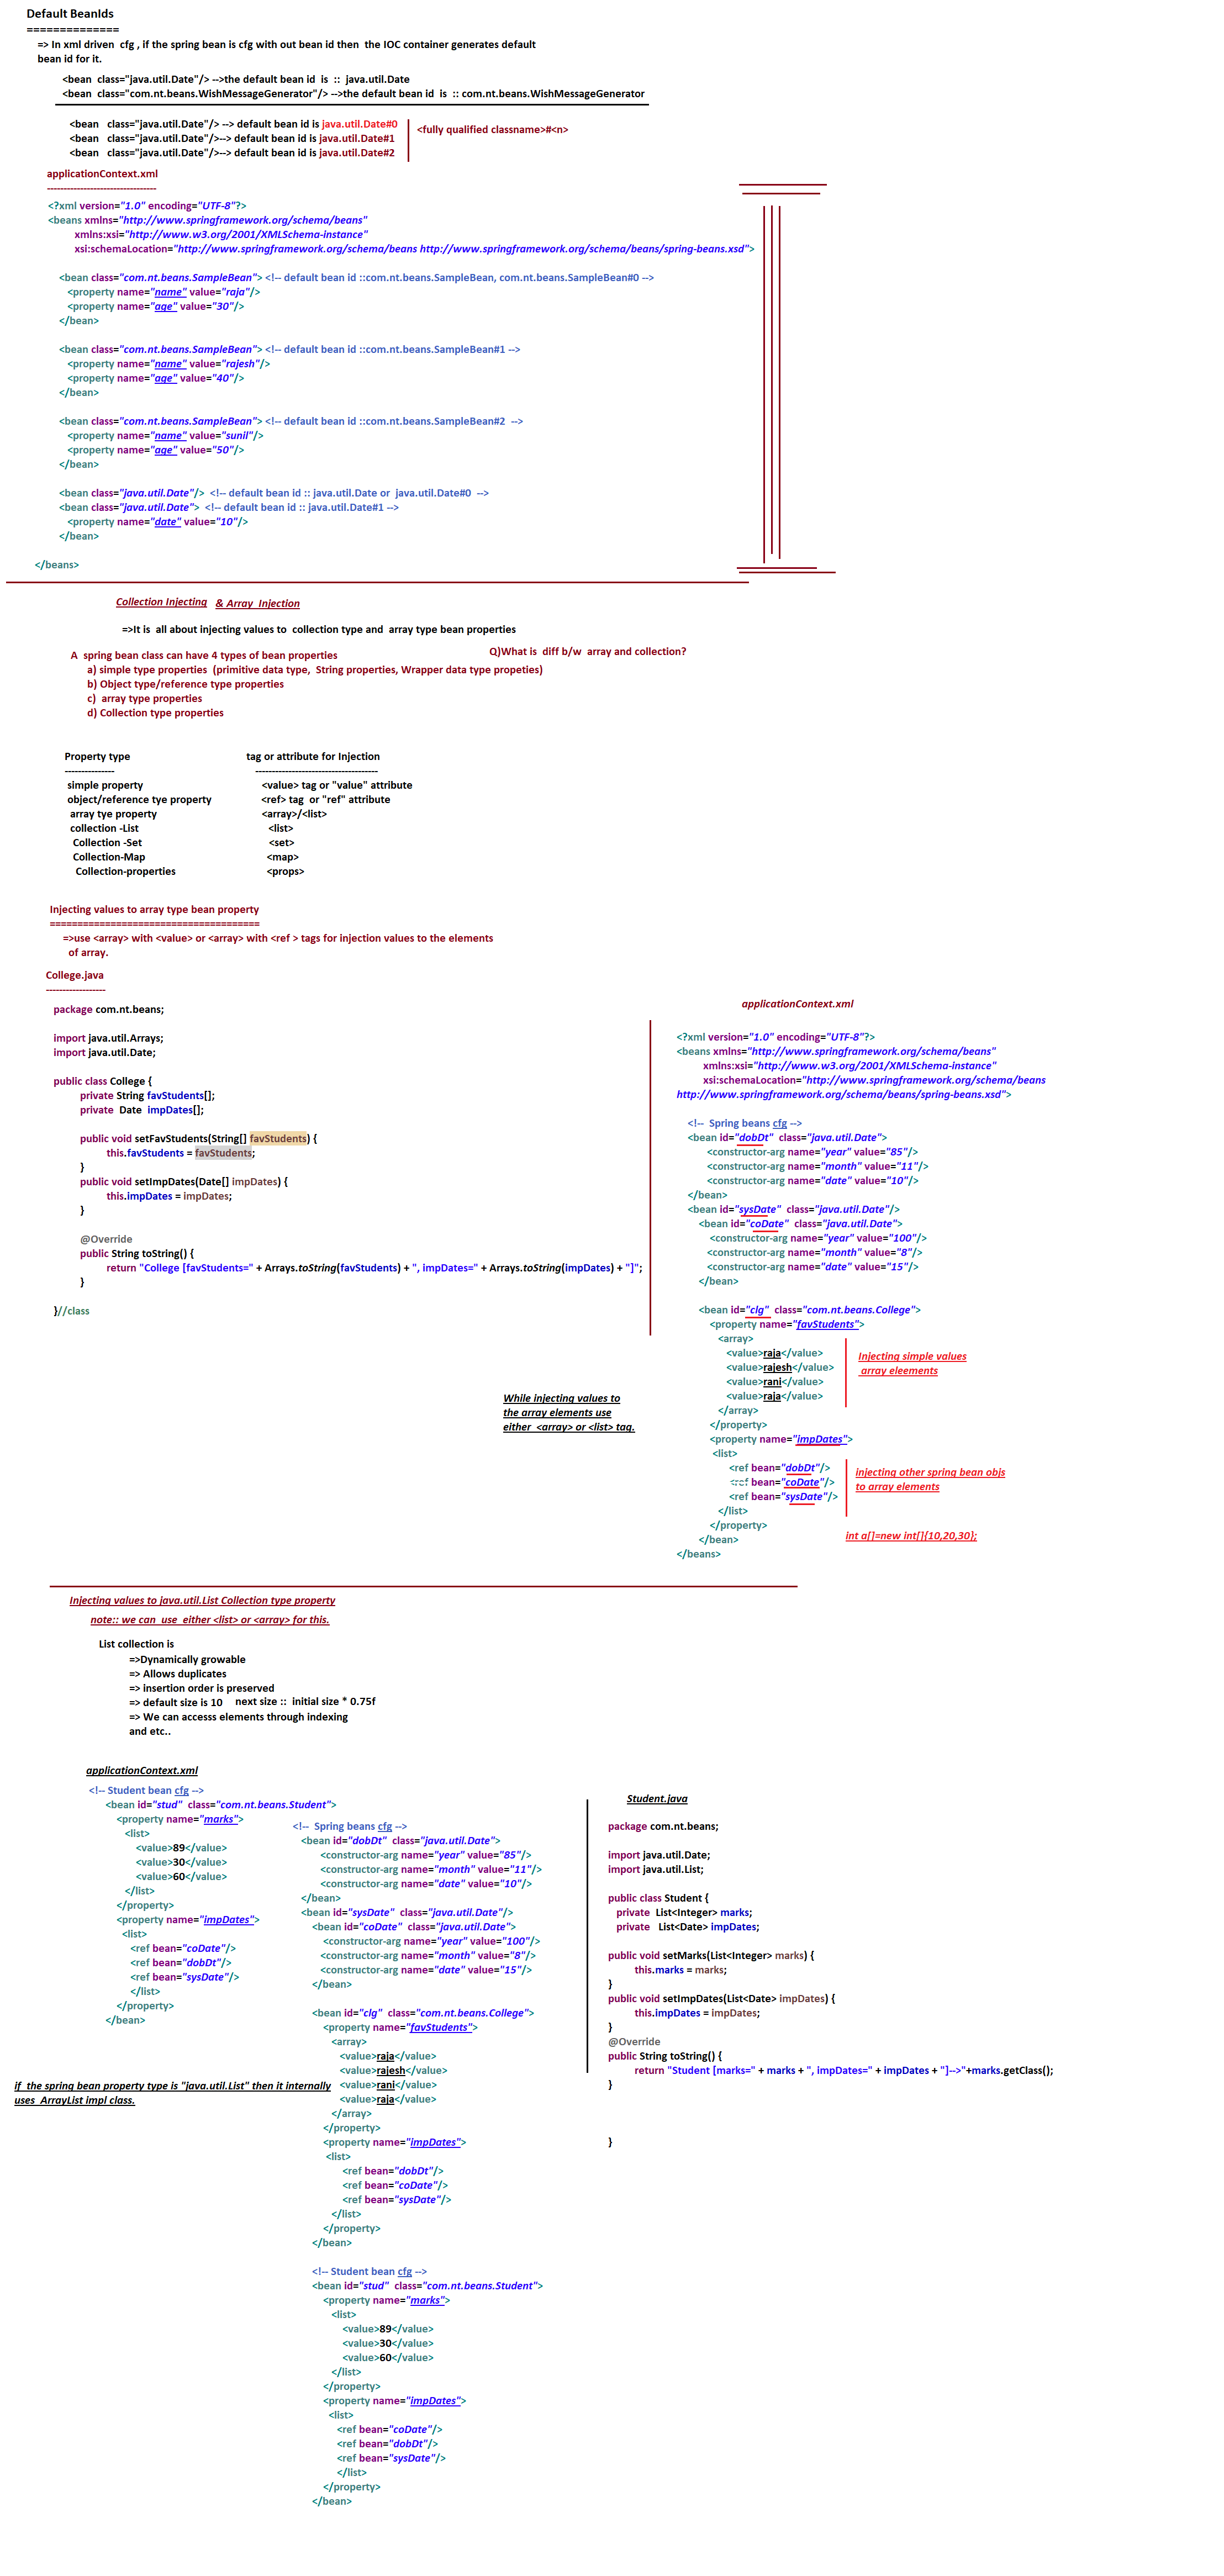 Default BeanIds
==============
=> In xml driven  cfg , if the spring bean is cfg with out bean id then  the IOC container generates default
bean id for it.
<bean  class="java.util.Date"/> -->the default bean id  is  ::  java.util.Date
<bean  class="com.nt.beans.WishMessageGenerator"/> -->the default bean id  is  :: com.nt.beans.WishMessageGenerator
<bean   class="java.util.Date"/> --> default bean id is java.util.Date#0
<bean   class="java.util.Date"/>--> default bean id is java.util.Date#1
<bean   class="java.util.Date"/>--> default bean id is java.util.Date#2
<fully qualified classname>#<n>
applicationContext.xml
---------------------------------
<?xml version="1.0" encoding="UTF-8"?>
<beans xmlns="http://www.springframework.org/schema/beans"
xmlns:xsi="http://www.w3.org/2001/XMLSchema-instance"
xsi:schemaLocation="http://www.springframework.org/schema/beans http://www.springframework.org/schema/beans/spring-beans.xsd">
<bean class="com.nt.beans.SampleBean"> <!-- default bean id ::com.nt.beans.SampleBean, com.nt.beans.SampleBean#0 -->
<property name="name" value="raja"/>
<property name="age" value="30"/>
</bean>
<bean class="com.nt.beans.SampleBean"> <!-- default bean id ::com.nt.beans.SampleBean#1 -->
<property name="name" value="rajesh"/>
<property name="age" value="40"/>
</bean>
<bean class="com.nt.beans.SampleBean"> <!-- default bean id ::com.nt.beans.SampleBean#2  -->
<property name="name" value="sunil"/>
<property name="age" value="50"/>
</bean>
<bean class="java.util.Date"/>  <!-- default bean id :: java.util.Date or  java.util.Date#0  -->
<bean class="java.util.Date">  <!-- default bean id :: java.util.Date#1 -->
<property name="date" value="10"/>
</bean>
</beans>
Collection Injecting   & Array  Injection
=>It is  all about injecting values to  collection type and  array type bean properties
Q)What is  diff b/w  array and collection?
A  spring bean class can have 4 types of bean properties
a) simple type properties  (primitive data type,  String properties, Wrapper data type propeties)
b) Object type/reference type properties
c)  array type properties
d) Collection type properties
Property type    tag or attribute for Injection
---------------    -------------------------------------
simple property    <value> tag or "value" attribute
object/reference tye property    <ref> tag  or "ref" attribute
array tye property    <array>/<list>
collection -List    <list>
Collection -Set    <set>
Collection-Map    <map>
Collection-properties    <props>
Injecting values to array type bean property
======================================
=>use <array> with <value> or <array> with <ref > tags for injection values to the elements
of array.
College.java
------------------
package com.nt.beans;
import java.util.Arrays;
import java.util.Date;
public class College {
private String favStudents[];
private  Date  impDates[];
public void setFavStudents(String[] favStudents) {
this.favStudents = favStudents;
}
public void setImpDates(Date[] impDates) {
this.impDates = impDates;
}
@Override
public String toString() {
return "College [favStudents=" + Arrays.toString(favStudents) + ", impDates=" + Arrays.toString(impDates) + "]";
}
}//class
While injecting values to
the array elements use
either  <array> or <list> tag.
applicationContext.xml
<?xml version="1.0" encoding="UTF-8"?>
<beans xmlns="http://www.springframework.org/schema/beans"
xmlns:xsi="http://www.w3.org/2001/XMLSchema-instance"
xsi:schemaLocation="http://www.springframework.org/schema/beans
http://www.springframework.org/schema/beans/spring-beans.xsd">
<!--  Spring beans cfg -->
<bean id="dobDt"  class="java.util.Date">
<constructor-arg name="year" value="85"/>
<constructor-arg name="month" value="11"/>
<constructor-arg name="date" value="10"/>
</bean>
<bean id="sysDate"  class="java.util.Date"/>
<bean id="coDate"  class="java.util.Date">
<constructor-arg name="year" value="100"/>
<constructor-arg name="month" value="8"/>
<constructor-arg name="date" value="15"/>
</bean>
<bean id="clg"  class="com.nt.beans.College">
<property name="favStudents">
<array>
<value>raja</value>
<value>rajesh</value>
<value>rani</value>
<value>raja</value>
</array>
</property>
<property name="impDates">
<list>
<ref bean="dobDt"/>
<ref bean="coDate"/>
<ref bean="sysDate"/>
</list>
</property>
</bean>
</beans>
Injecting simple values
array eleements
injecting other spring bean objs
to array elements
int a[]=new int[]{10,20,30};
Injecting values to java.util.List Collection type property
note:: we can  use  either <list> or <array> for this.
List collection is
=>Dynamically growable
=> Allows duplicates
=> insertion order is preserved
=> default size is 10    next size ::  initial size * 0.75f
=> We can accesss elements through indexing
and etc..
applicationContext.xml
<!-- Student bean cfg -->
<bean id="stud"  class="com.nt.beans.Student">
<property name="marks">
<list>
<value>89</value>
<value>30</value>
<value>60</value>
</list>
</property>
<property name="impDates">
<list>
<ref bean="coDate"/>
<ref bean="dobDt"/>
<ref bean="sysDate"/>
</list>
</property>
</bean>
if  the spring bean property type is "java.util.List" then it internally
uses  ArrayList impl class.
<!--  Spring beans cfg -->
<bean id="dobDt"  class="java.util.Date">
<constructor-arg name="year" value="85"/>
<constructor-arg name="month" value="11"/>
<constructor-arg name="date" value="10"/>
</bean>
<bean id="sysDate"  class="java.util.Date"/>
<bean id="coDate"  class="java.util.Date">
<constructor-arg name="year" value="100"/>
<constructor-arg name="month" value="8"/>
<constructor-arg name="date" value="15"/>
</bean>
<bean id="clg"  class="com.nt.beans.College">
<property name="favStudents">
<array>
<value>raja</value>
<value>rajesh</value>
<value>rani</value>
<value>raja</value>
</array>
</property>
<property name="impDates">
<list>
<ref bean="dobDt"/>
<ref bean="coDate"/>
<ref bean="sysDate"/>
</list>
</property>
</bean>
<!-- Student bean cfg -->
<bean id="stud"  class="com.nt.beans.Student">
<property name="marks">
<list>
<value>89</value>
<value>30</value>
<value>60</value>
</list>
</property>
<property name="impDates">
<list>
<ref bean="coDate"/>
<ref bean="dobDt"/>
<ref bean="sysDate"/>
</list>
</property>
</bean>
Student.java
package com.nt.beans;
import java.util.Date;
import java.util.List;
public class Student {
private  List<Integer> marks;
private   List<Date> impDates;
public void setMarks(List<Integer> marks) {
this.marks = marks;
}
public void setImpDates(List<Date> impDates) {
this.impDates = impDates;
}
@Override
public String toString() {
return "Student [marks=" + marks + ", impDates=" + impDates + "]-->"+marks.getClass();
}
}